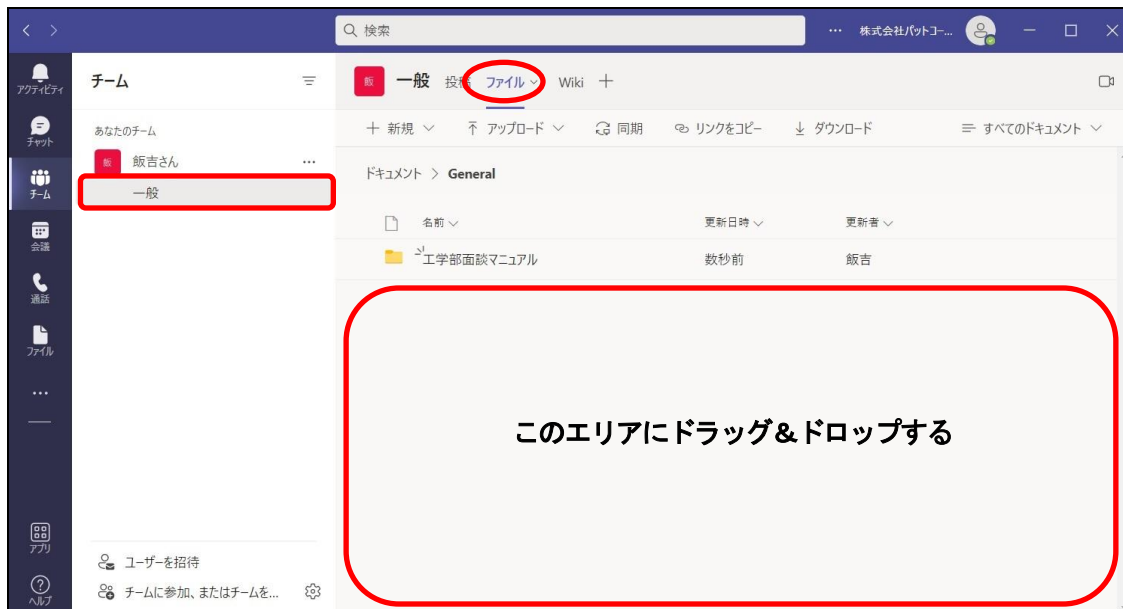 検索
… 株式会社パットコー...
アクティビティ
チャット
チーム
会議
通話
ファイル
…
アプリ
ヘルプ
チーム
あなたのチーム
飯 飯吉さん …
一般
ユーザーを招待
チームに参加、またはチームを...
飯 一般 投稿 ファイル Wiki
新規 アップロード 同期 リンクをコピー ダウンロード すべてのドキュメント
ドキュメント > General
名前 更新日時 更新者
工学部面談マニュアル 数秒前 飯吉
このエリアにドラッグ&ドロップする